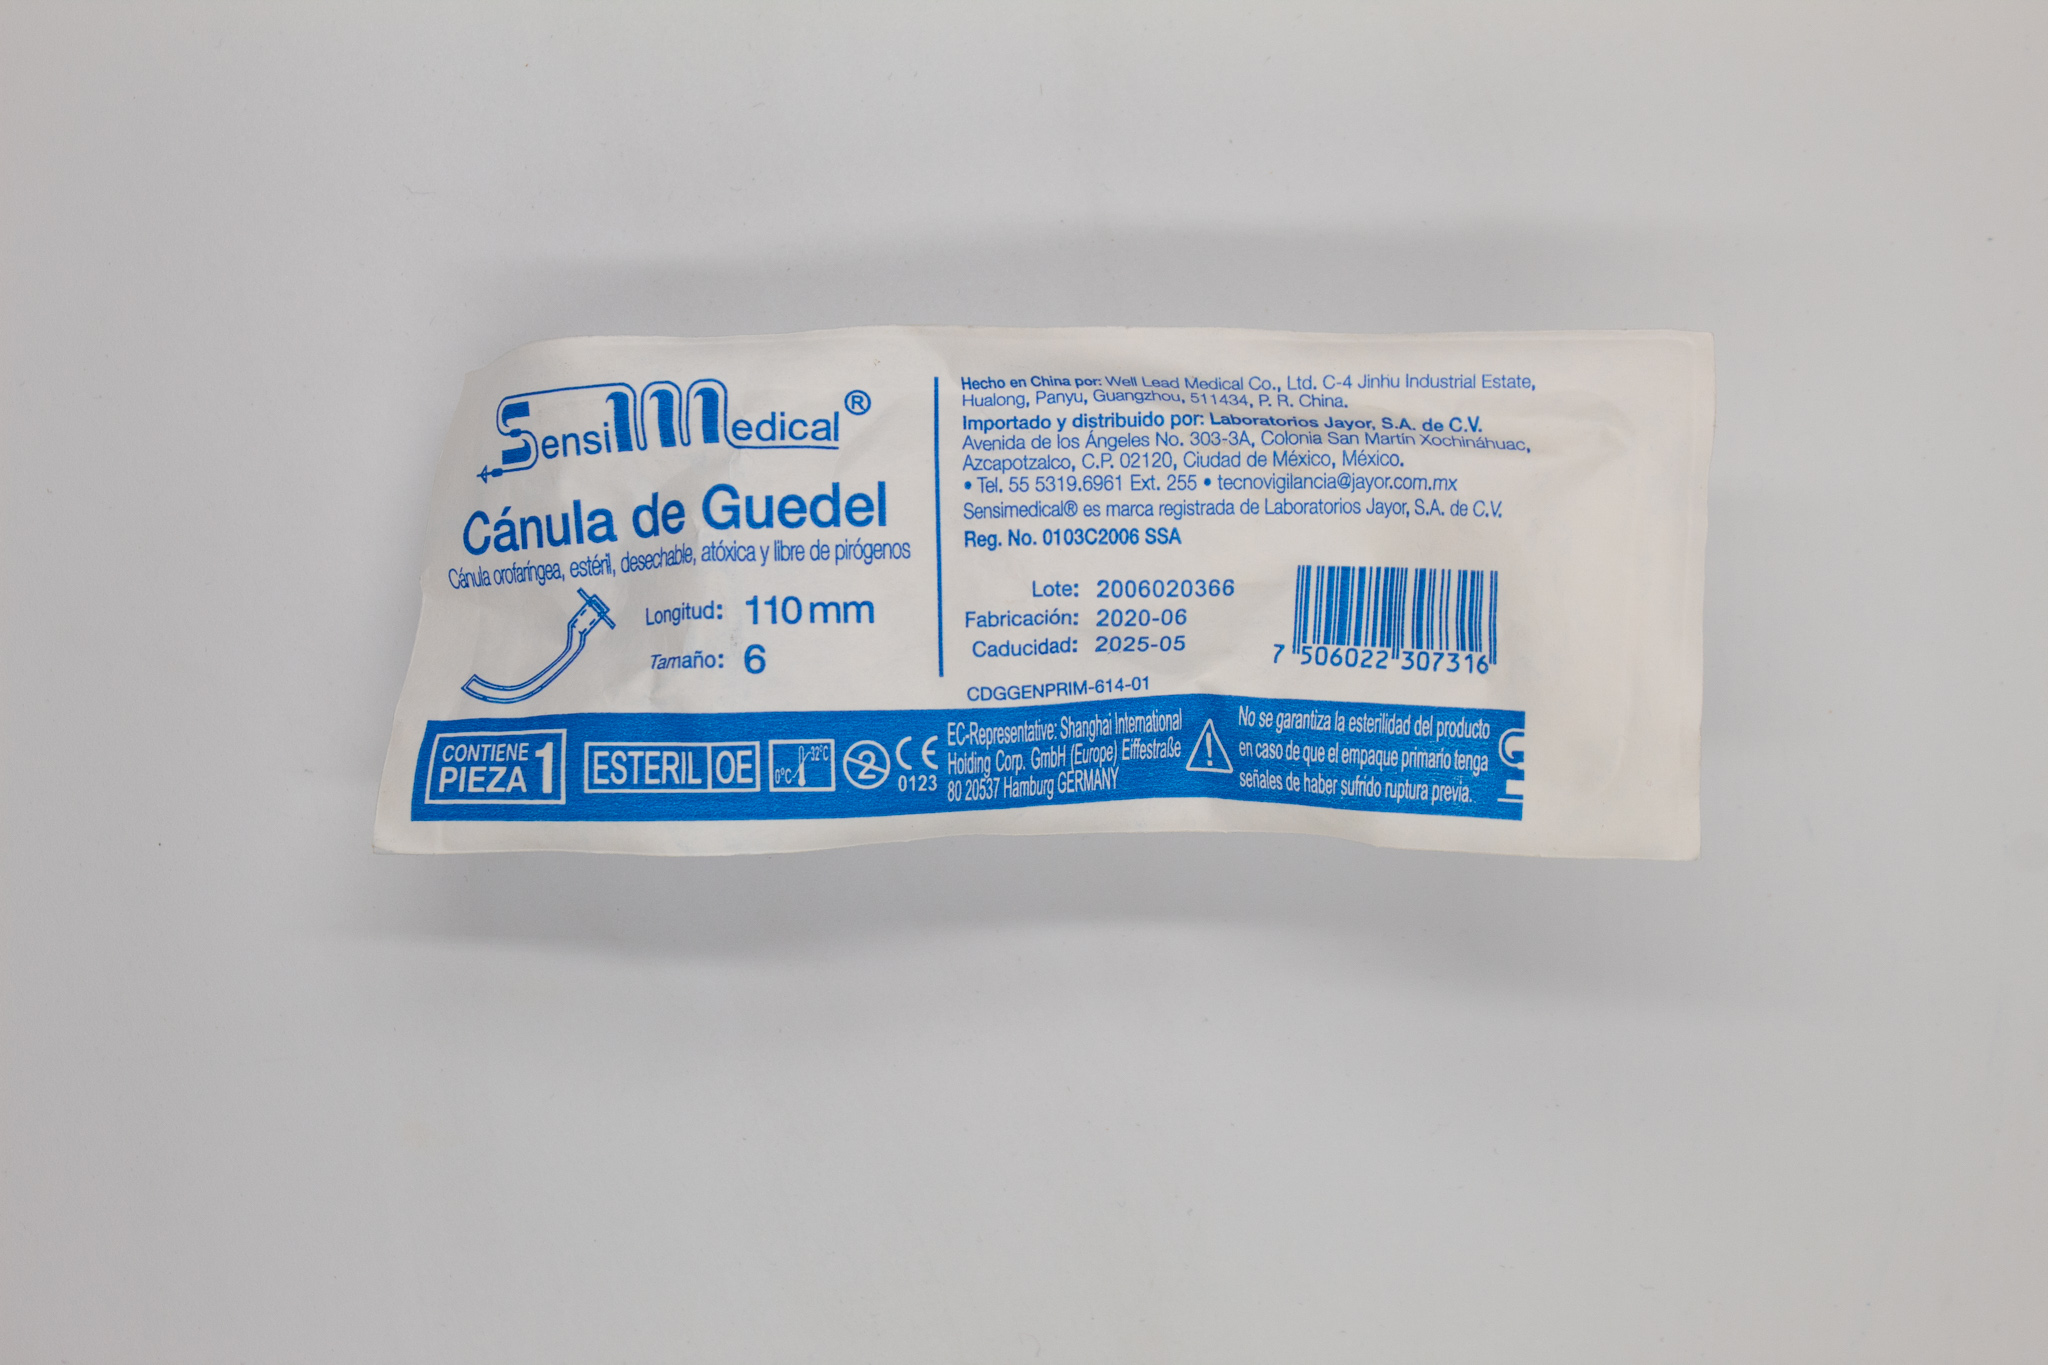 SensiMedical®
Cánula de Guedel
Cánula orofaríngea, estéril, desechable, atóxica y libre de pirógenos
Longitud: 110 mm
Tamaño: 6
Hecho en China por: Well Lead Medical Co., Ltd. C-4 Jinhu Industrial Estate,
Hualong, Panyu, Guangzhou, 511434, P. R. China.
Importado y distribuido por: Laboratorios Jayor, S.A. de C.V.
Avenida de los Ángeles No. 303-3A, Colonia San Martín Xochináhuac,
Azcapotzalco, C.P. 02120, Ciudad de México, México.
• Tel. 55 5319.6961 Ext. 255 • tecnovigilancia@jayor.com.mx
Sensimedical® es marca registrada de Laboratorios Jayor, S.A. de C.V.
Reg. No. 0103C2006 SSA
Lote: 2006020366
Fabricación: 2020-06
Caducidad: 2025-05
7 506022 307316
CDGGENPRIM-614-01
CONTIENE
PIEZA 1
ESTERIL OE
0°C 32°C
2
CE
0123
EC-Representative: Shanghai International
Holding Corp. GmbH (Europe) Eiffestraße
80 20537 Hamburg GERMANY
No se garantiza la esterilidad del producto
en caso de que el empaque primario tenga
señales de haber sufrido ruptura previa.